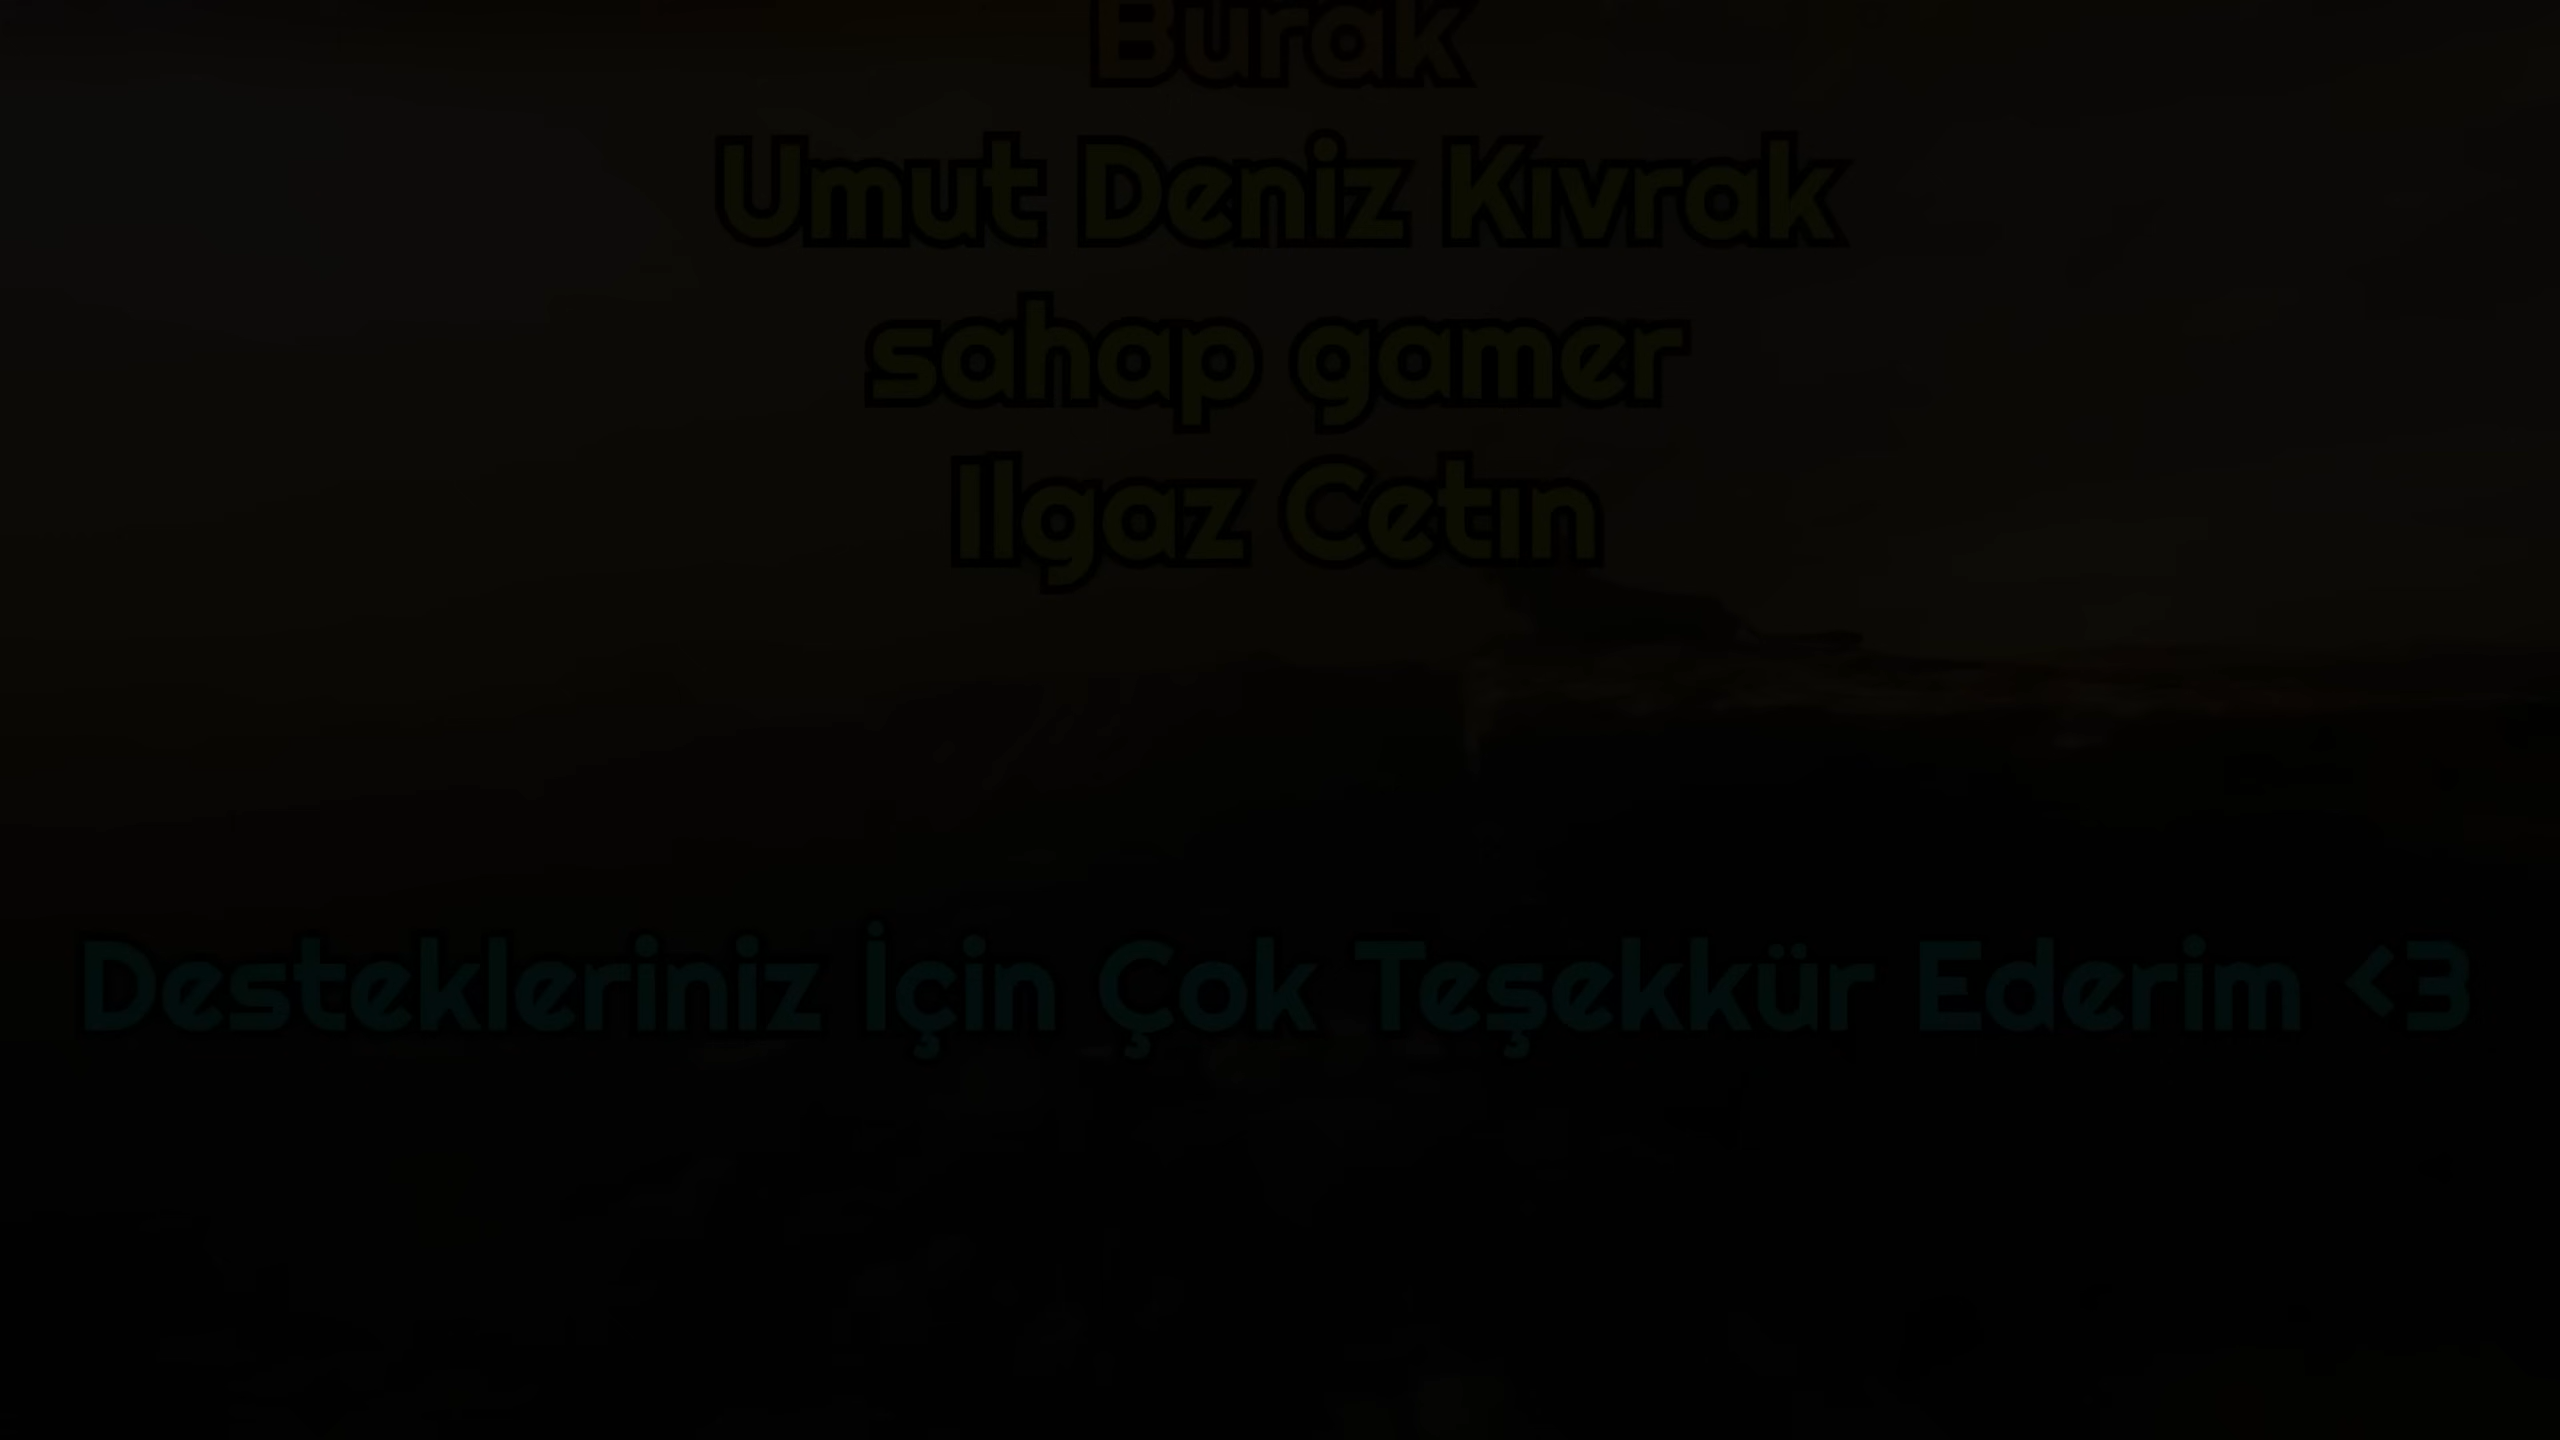 Burak
Umut Deniz Kıvrak
sahap gamer
Ilgaz Cetın
Destekleriniz İçin Çok Teşekkür Ederim <3